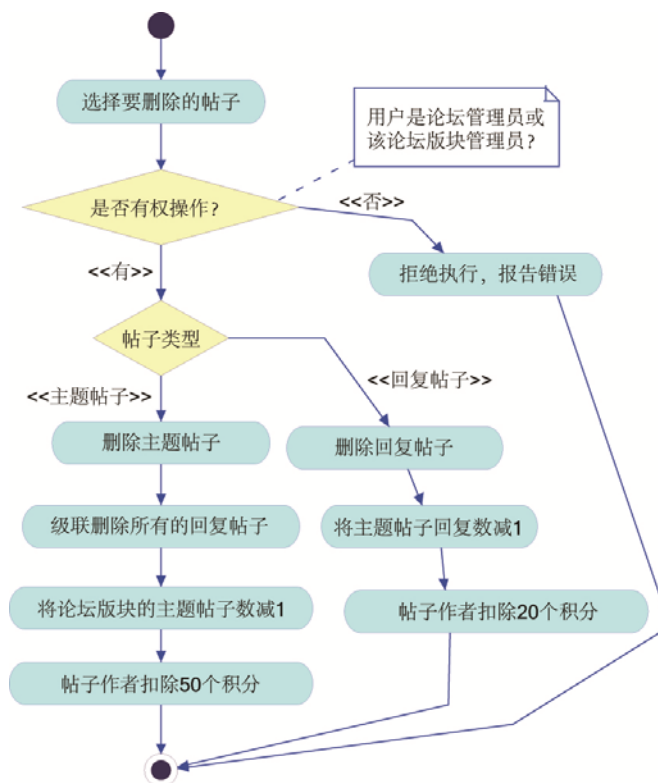 选择要删除的帖子
用户是论坛管理员或
该论坛版块管理员?
是否有权操作?
<<否>>
<<有>>
拒绝执行，报告错误
帖子类型
<<主题帖子>>
<<回复帖子>>
删除主题帖子
删除回复帖子
级联删除所有的回复帖子
将主题帖子回复数减1
将论坛版块的主题帖子数减1
帖子作者扣除20个积分
帖子作者扣除50个积分